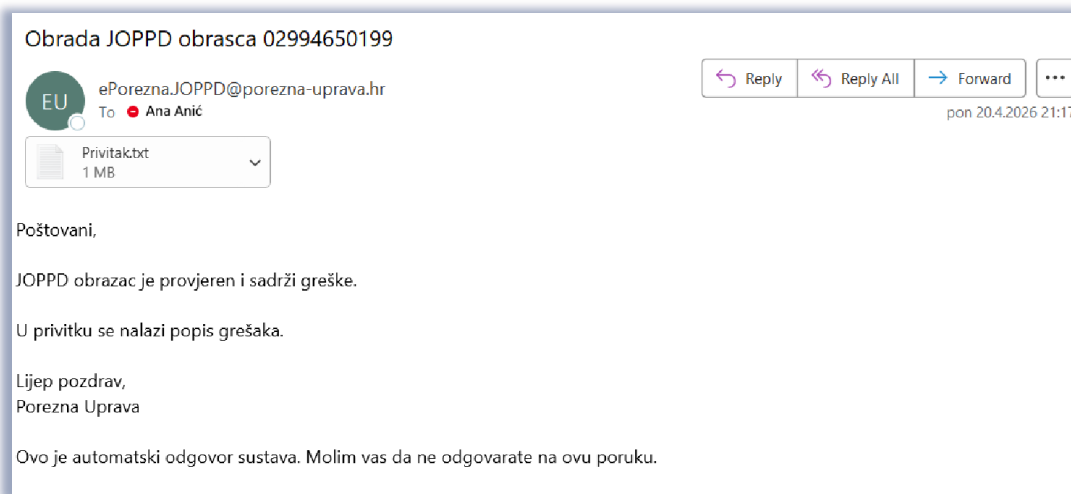 Obrada JOPPD obrasca 02994650199
EU
ePorezna.JOPPD@porezna-uprava.hr
To Ana Anić
Reply
Reply All
Forward
pon 20.4.2026 21:17
Privitak.txt
1 MB
Poštovani,
JOPPD obrazac je provjeren i sadrži greške.
U privitku se nalazi popis grešaka.
Lijep pozdrav,
Porezna Uprava
Ovo je automatski odgovor sustava. Molim vas da ne odgovarate na ovu poruku.